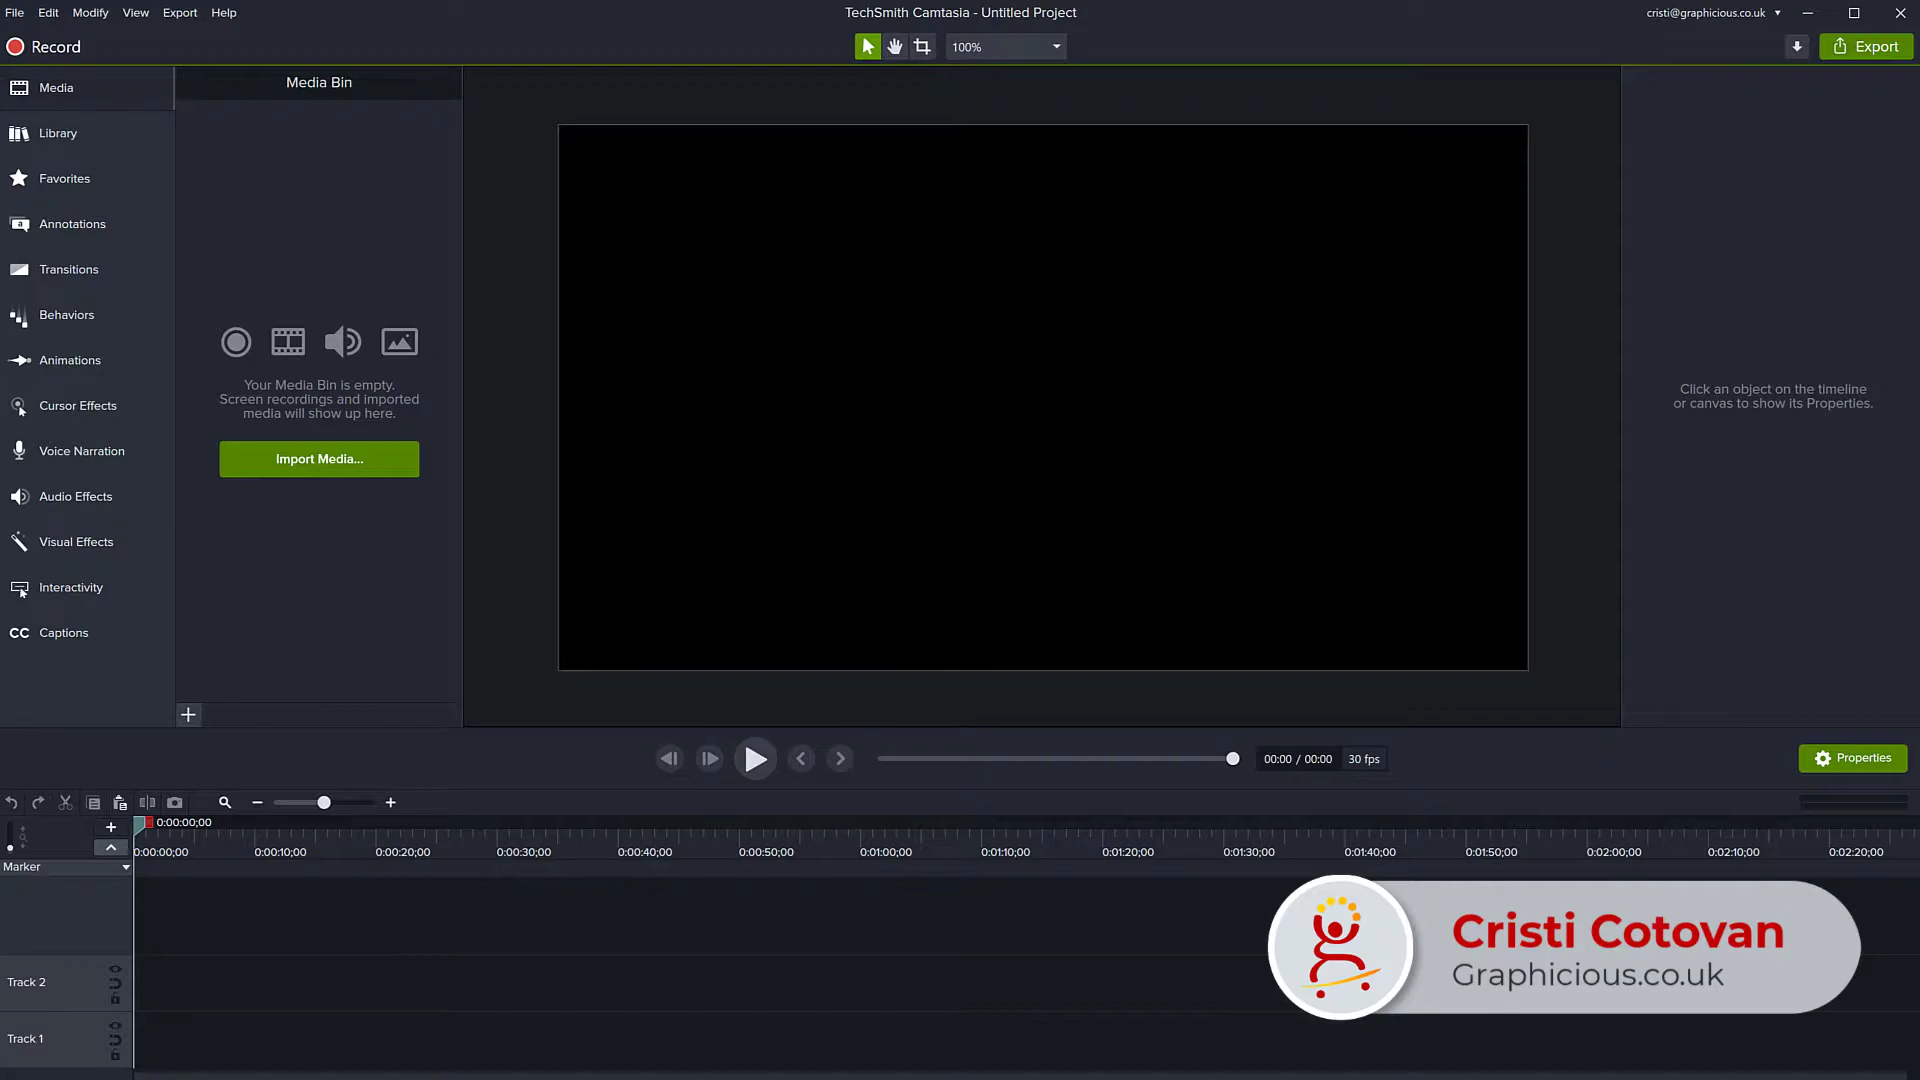 File Edit Modify View Export Help
TechSmith Camtasia - Untitled Project
cristi@graphicious.co.uk
Record
100%
Export
Media
Library
Favorites
Annotations
Transitions
Behaviors
Animations
Cursor Effects
Voice Narration
Audio Effects
Visual Effects
Interactivity
CC Captions
Media Bin
Your Media Bin is empty.
Screen recordings and imported
media will show up here.
Import Media...
Click an object on the timeline
or canvas to show its Properties.
00:00 / 00:00 30 fps
Properties
0:00:00;00
0:00:00;00 0:00:10;00 0:00:20;00 0:00:30;00 0:00:40;00 0:00:50;00 0:01:00;00 0:01:10;00 0:01:20;00 0:01:30;00 0:01:40;00 0:01:50;00 0:02:00;00 0:02:10;00 0:02:20;00
Marker
Track 2
Track 1
Cristi Cotovan
Graphicious.co.uk